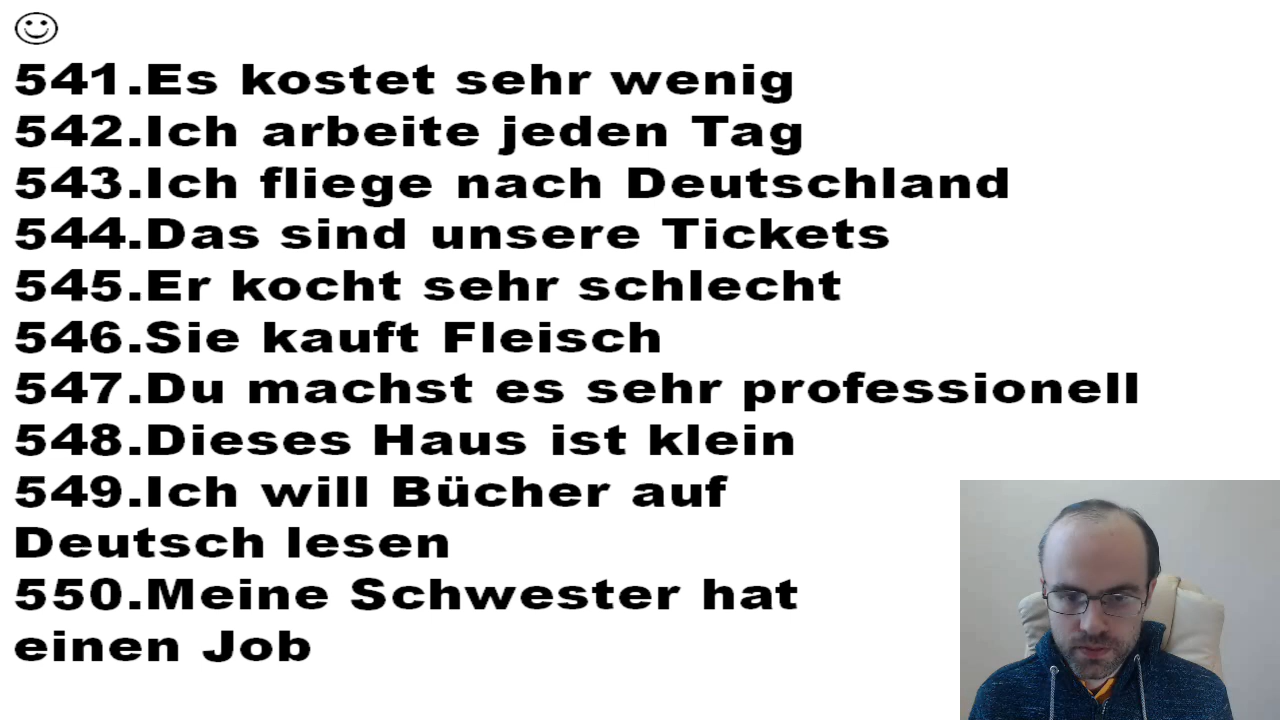 541.Es kostet sehr wenig
542.Ich arbeite jeden Tag
543.Ich fliege nach Deutschland
544.Das sind unsere Tickets
545.Er kocht sehr schlecht
546.Sie kauft Fleisch
547.Du machst es sehr professionell
548.Dieses Haus ist klein
549.Ich will Bücher auf
Deutsch lesen
550.Meine Schwester hat
einen Job